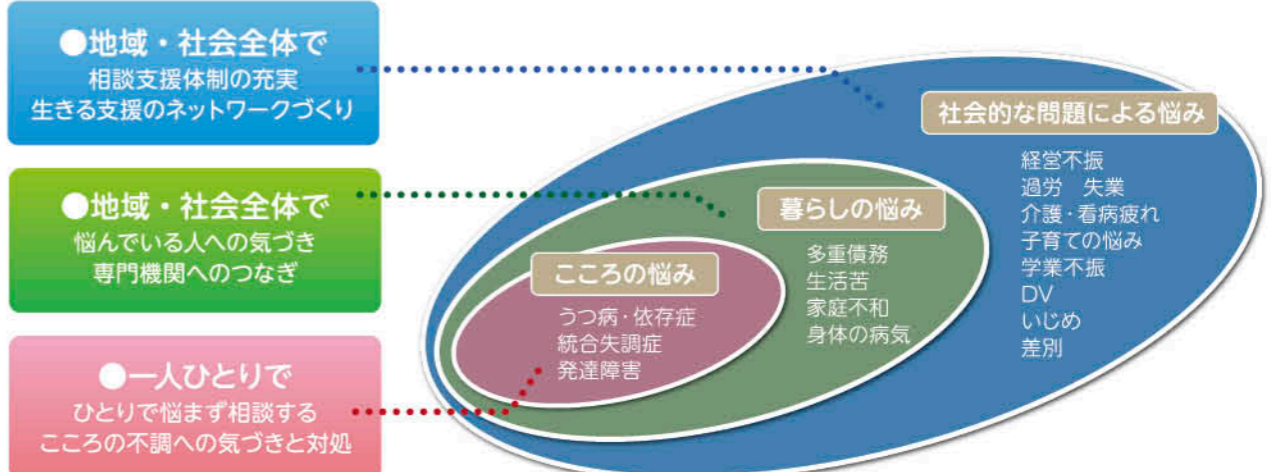 ●地域・社会全体で
相談支援体制の充実
生きる支援のネットワークづくり
●地域・社会全体で
悩んでいる人への気づき
専門機関へのつなぎ
●一人ひとりで
ひとりで悩まず相談する
こころの不調への気づきと対処
社会的な問題による悩み
経営不振
過労　失業
介護・看病疲れ
子育ての悩み
学業不振
DV
いじめ
差別
暮らしの悩み
多重債務
生活苦
家庭不和
身体の病気
こころの悩み
うつ病・依存症
統合失調症
発達障害